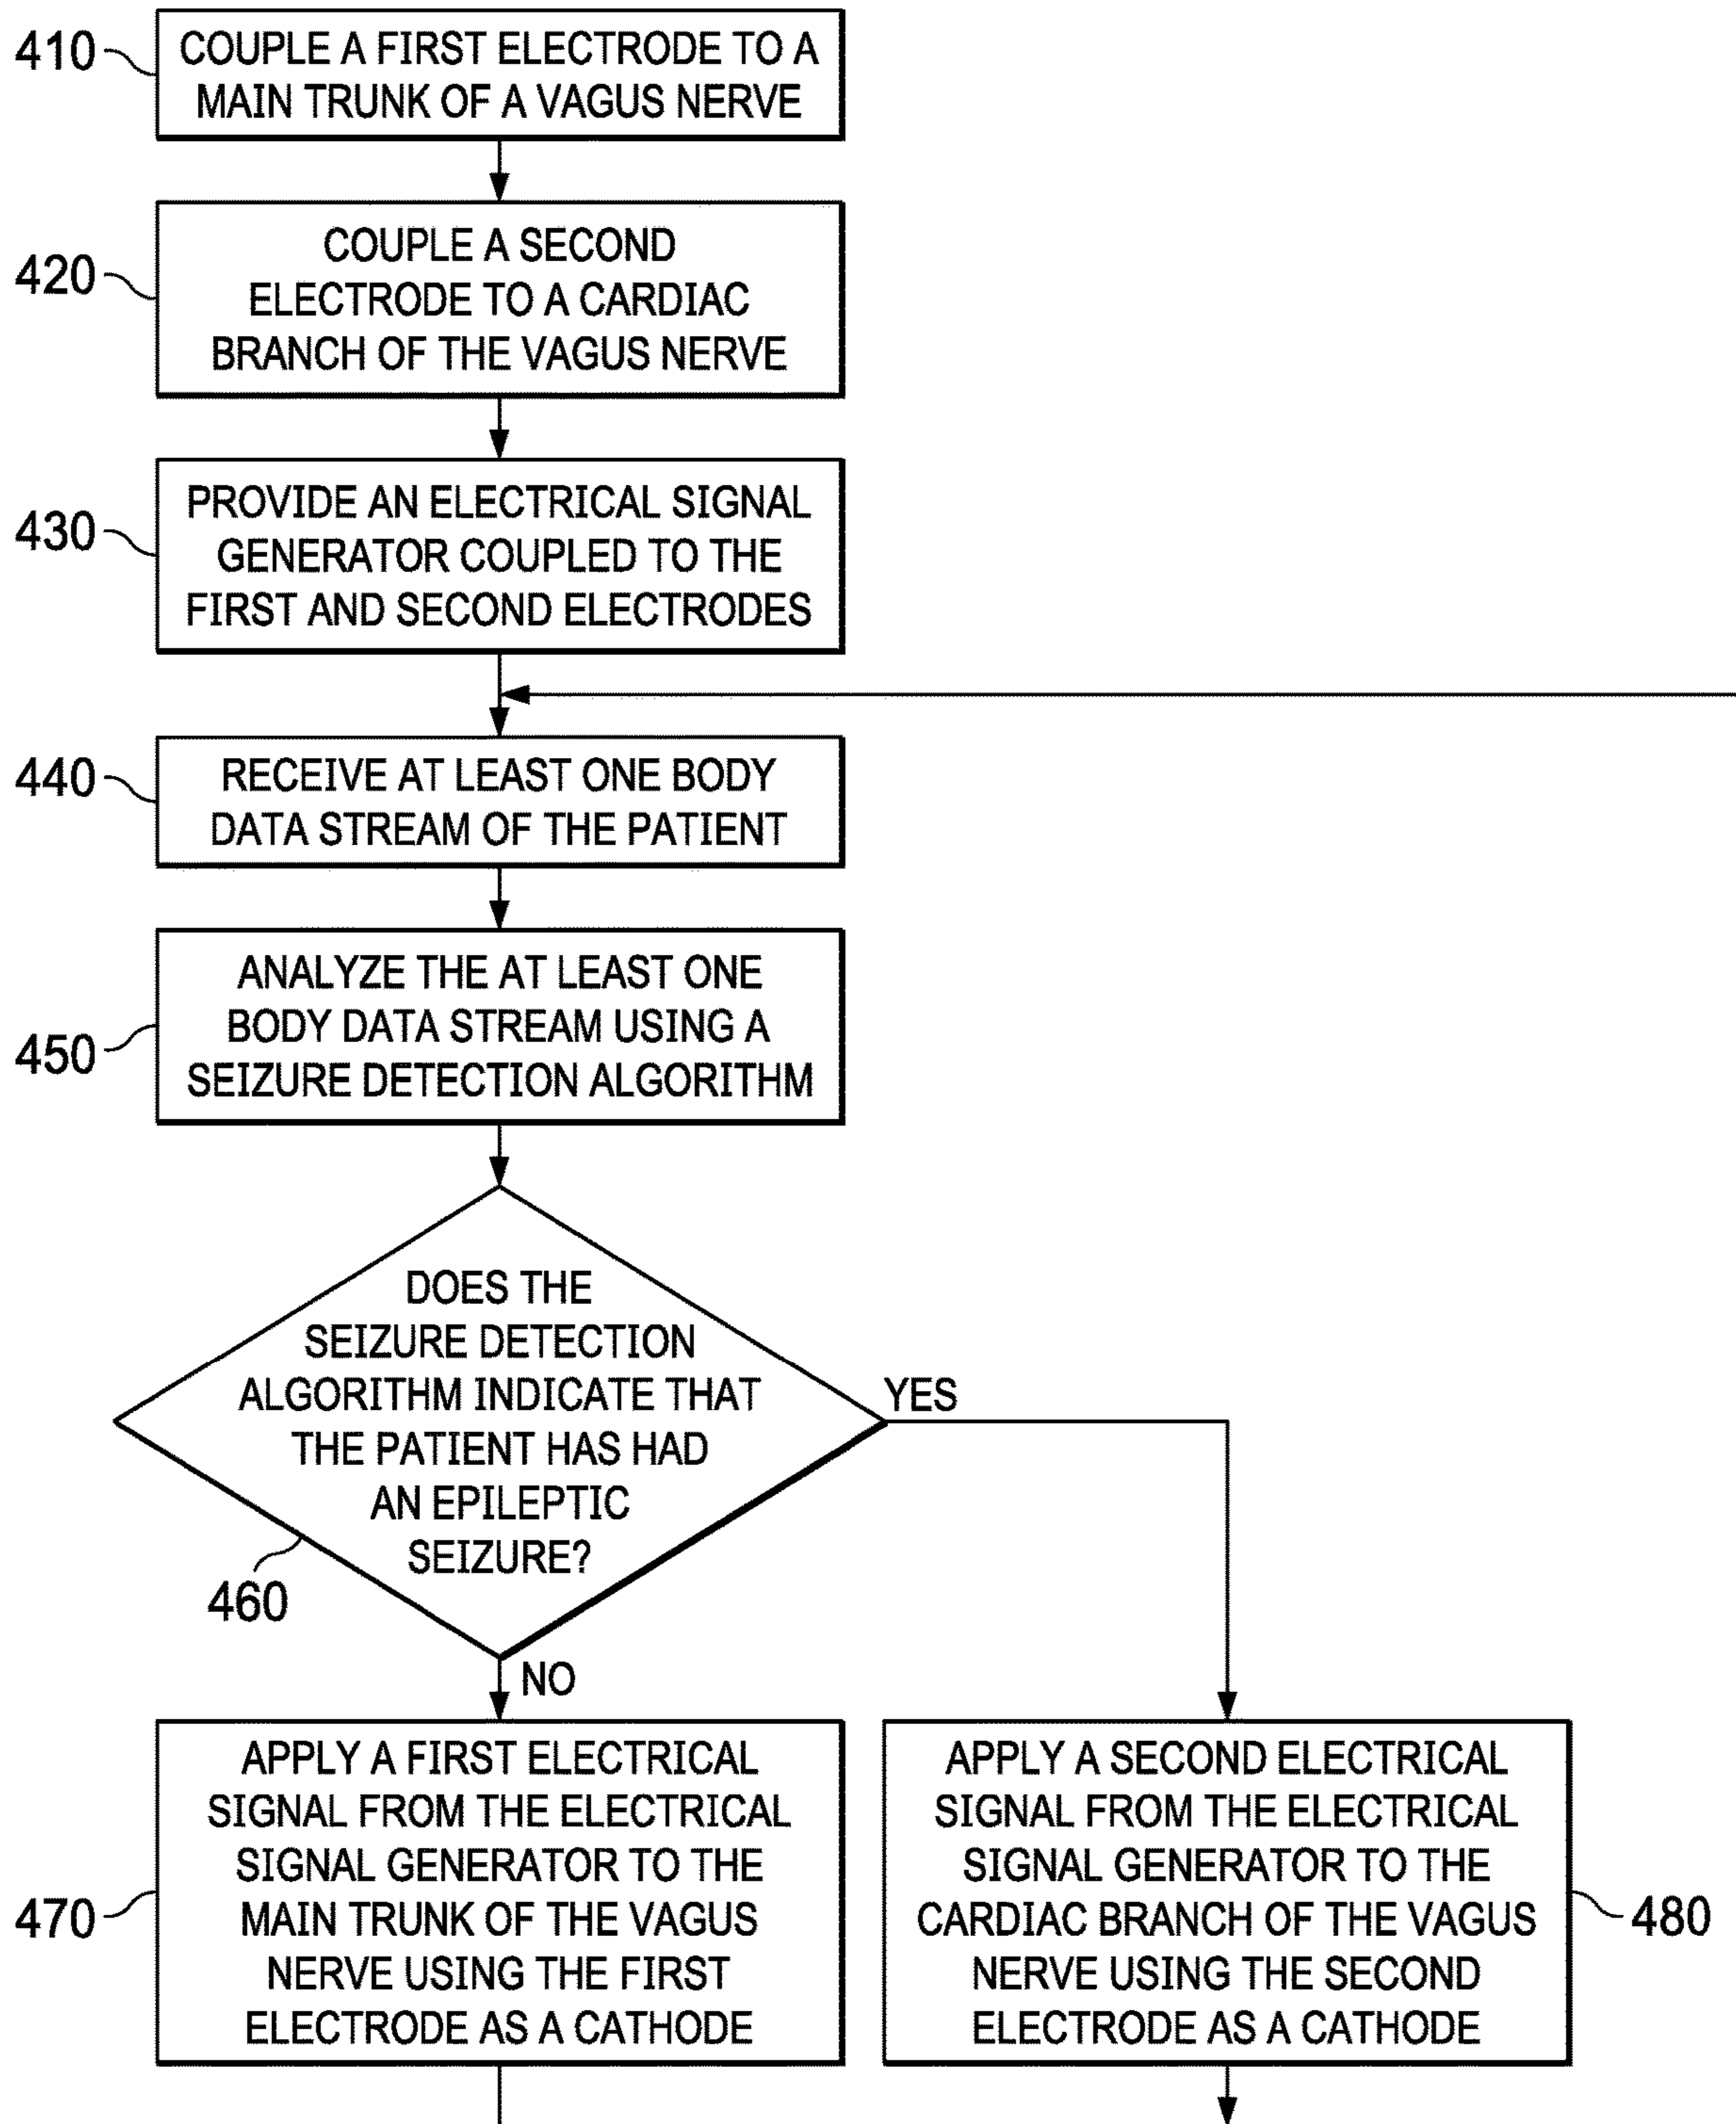 410
COUPLE A FIRST ELECTRODE TO A
MAIN TRUNK OF A VAGUS NERVE
420
COUPLE A SECOND
ELECTRODE TO A CARDIAC
BRANCH OF THE VAGUS NERVE
430
PROVIDE AN ELECTRICAL SIGNAL
GENERATOR COUPLED TO THE
FIRST AND SECOND ELECTRODES
440
RECEIVE AT LEAST ONE BODY
DATA STREAM OF THE PATIENT
450
ANALYZE THE AT LEAST ONE
BODY DATA STREAM USING A
SEIZURE DETECTION ALGORITHM
DOES THE
SEIZURE DETECTION
ALGORITHM INDICATE THAT
THE PATIENT HAS HAD
AN EPILEPTIC
SEIZURE?
460
YES
NO
470
APPLY A FIRST ELECTRICAL
SIGNAL FROM THE ELECTRICAL
SIGNAL GENERATOR TO THE
MAIN TRUNK OF THE VAGUS
NERVE USING THE FIRST
ELECTRODE AS A CATHODE
APPLY A SECOND ELECTRICAL
SIGNAL FROM THE ELECTRICAL
SIGNAL GENERATOR TO THE
CARDIAC BRANCH OF THE VAGUS
NERVE USING THE SECOND
ELECTRODE AS A CATHODE
480